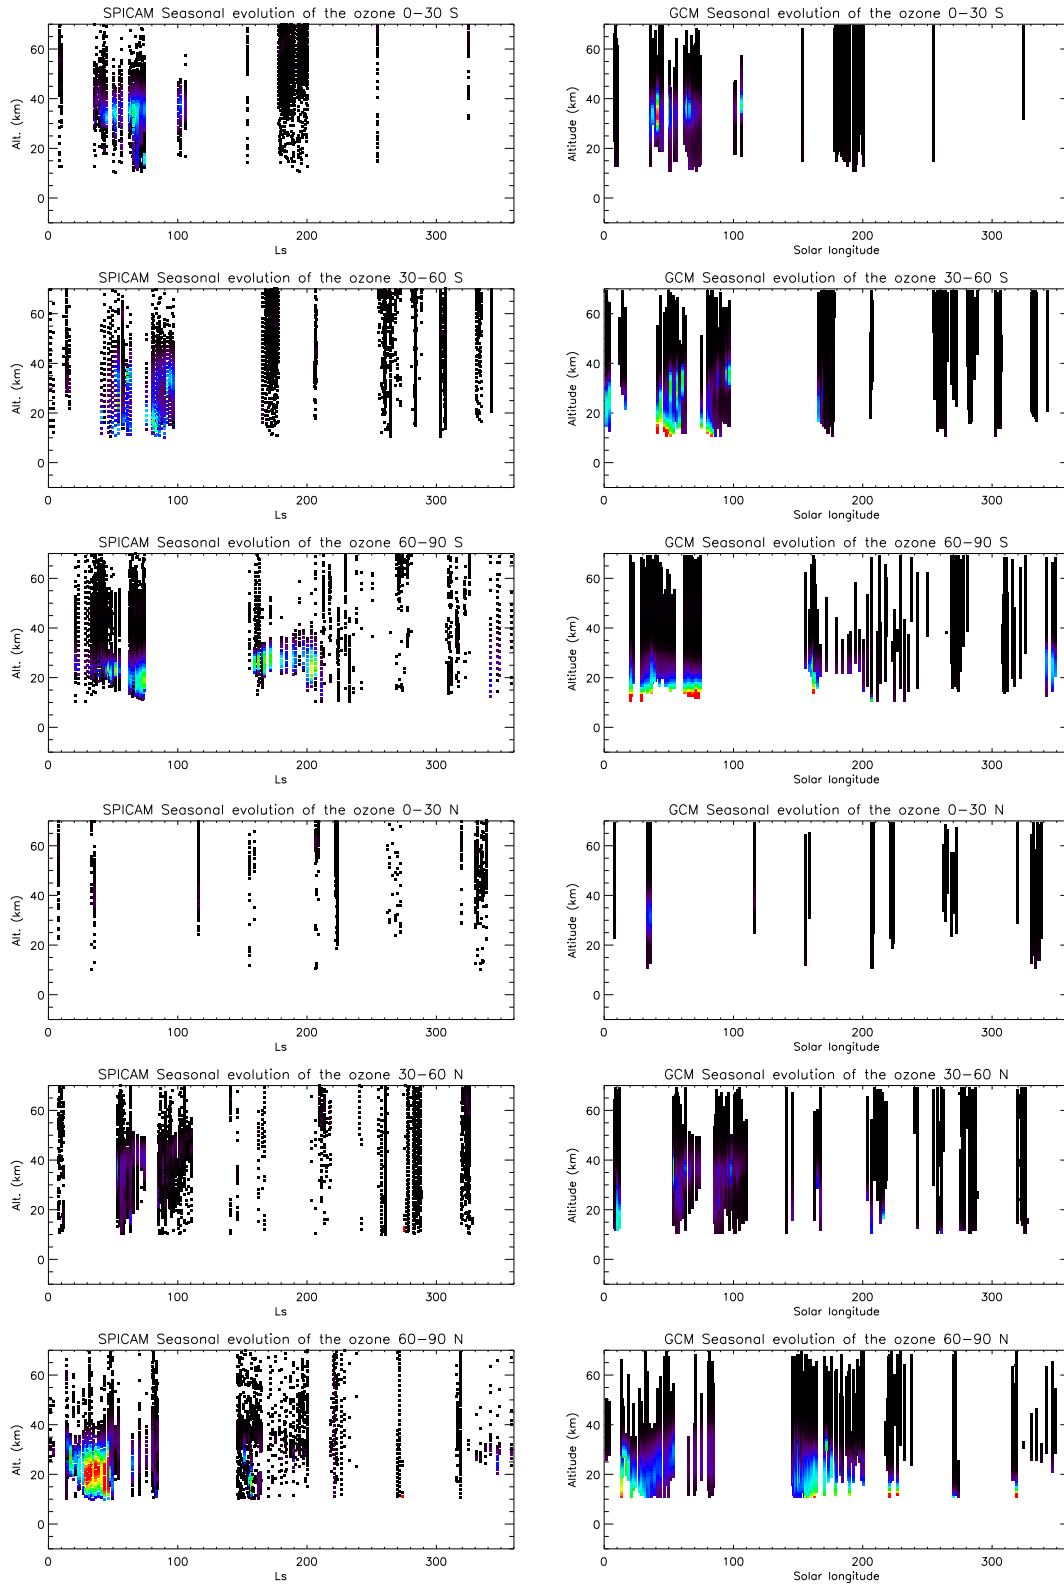 SPICAM Seasonal evolution of the ozone 0−30 S
GCM Seasonal evolution of the ozone 0−30 S
Alt. (km)
60
40
20
0
0 100 200 300
Ls
Altitude (km)
60
40
20
0
0 100 200 300
Solar longitude
SPICAM Seasonal evolution of the ozone 30−60 S
GCM Seasonal evolution of the ozone 30−60 S
Alt. (km)
60
40
20
0
0 100 200 300
Ls
Altitude (km)
60
40
20
0
0 100 200 300
Solar longitude
SPICAM Seasonal evolution of the ozone 60−90 S
GCM Seasonal evolution of the ozone 60−90 S
Alt. (km)
60
40
20
0
0 100 200 300
Ls
Altitude (km)
60
40
20
0
0 100 200 300
Solar longitude
SPICAM Seasonal evolution of the ozone 0−30 N
GCM Seasonal evolution of the ozone 0−30 N
Alt. (km)
60
40
20
0
0 100 200 300
Ls
Altitude (km)
60
40
20
0
0 100 200 300
Solar longitude
SPICAM Seasonal evolution of the ozone 30−60 N
GCM Seasonal evolution of the ozone 30−60 N
Alt. (km)
60
40
20
0
0 100 200 300
Ls
Altitude (km)
60
40
20
0
0 100 200 300
Solar longitude
SPICAM Seasonal evolution of the ozone 60−90 N
GCM Seasonal evolution of the ozone 60−90 N
Alt. (km)
60
40
20
0
0 100 200 300
Ls
Altitude (km)
60
40
20
0
0 100 200 300
Solar longitude